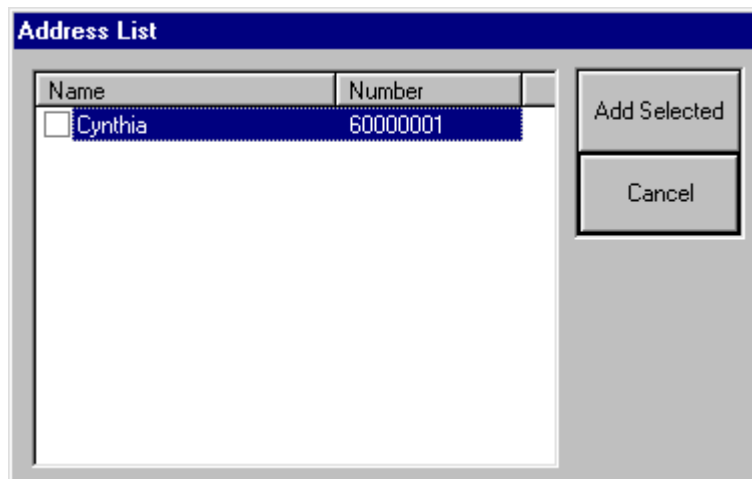 Address List
Name Number
Cynthia 60000001
Add Selected
Cancel